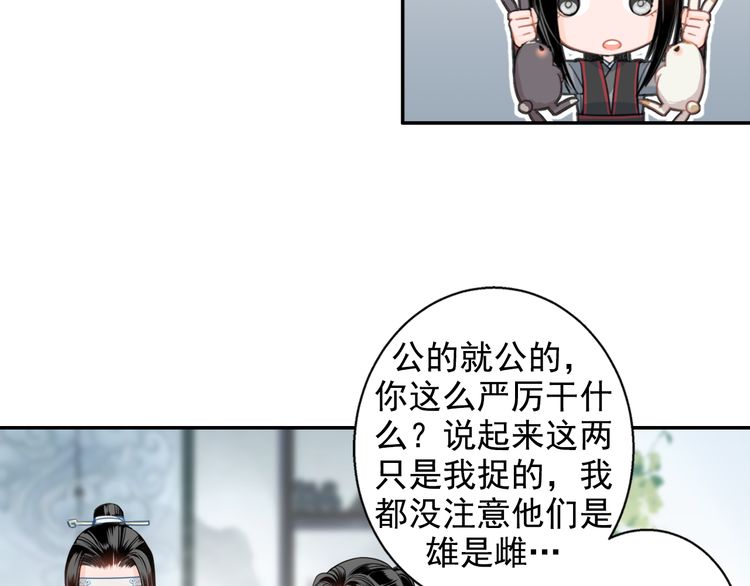 公的就公的，
你这么严厉干什
么？说起来这两
只是我捉的，我
都没注意他们是
雄是雌…